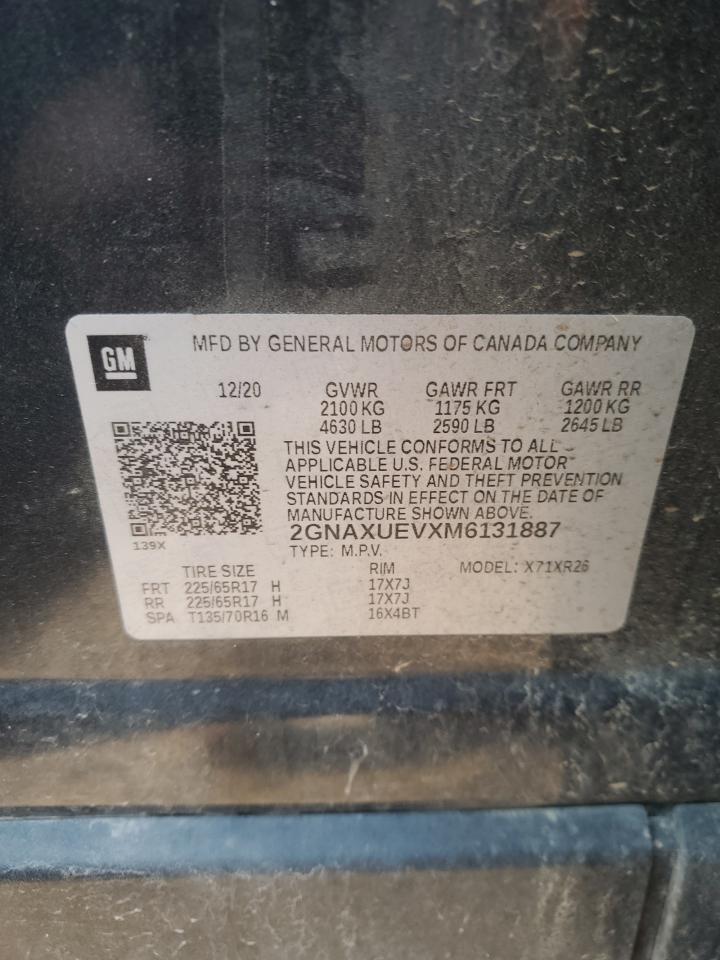 GM
MFD BY GENERAL MOTORS OF CANADA COMPANY
12/20 GVWR GAWR FRT GAWR RR
2100 KG 1175 KG 1200 KG
4630 LB 2590 LB 2645 LB
THIS VEHICLE CONFORMS TO ALL
APPLICABLE U.S. FEDERAL MOTOR
VEHICLE SAFETY AND THEFT PREVENTION
STANDARDS IN EFFECT ON THE DATE OF
MANUFACTURE SHOWN ABOVE.
2GNAXUEVXM6131887
139X
TYPE: M.P.V.
TIRE SIZE RIM MODEL: X71XR26
FRT 225/65R17 H 17X7J
RR 225/65R17 H 17X7J
SPA T135/70R16 M 16X4BT